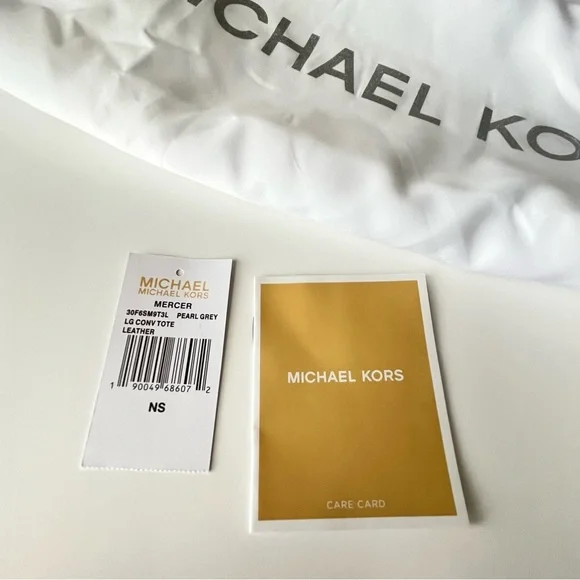 MICHAEL KO
MICHAEL
MICHAEL KORS
MERCER
30F6SM9T3L PEARL GREY
LG CONV TOTE
LEATHER
1 90049 68607 2
NS
MICHAEL KORS
CARE CARD